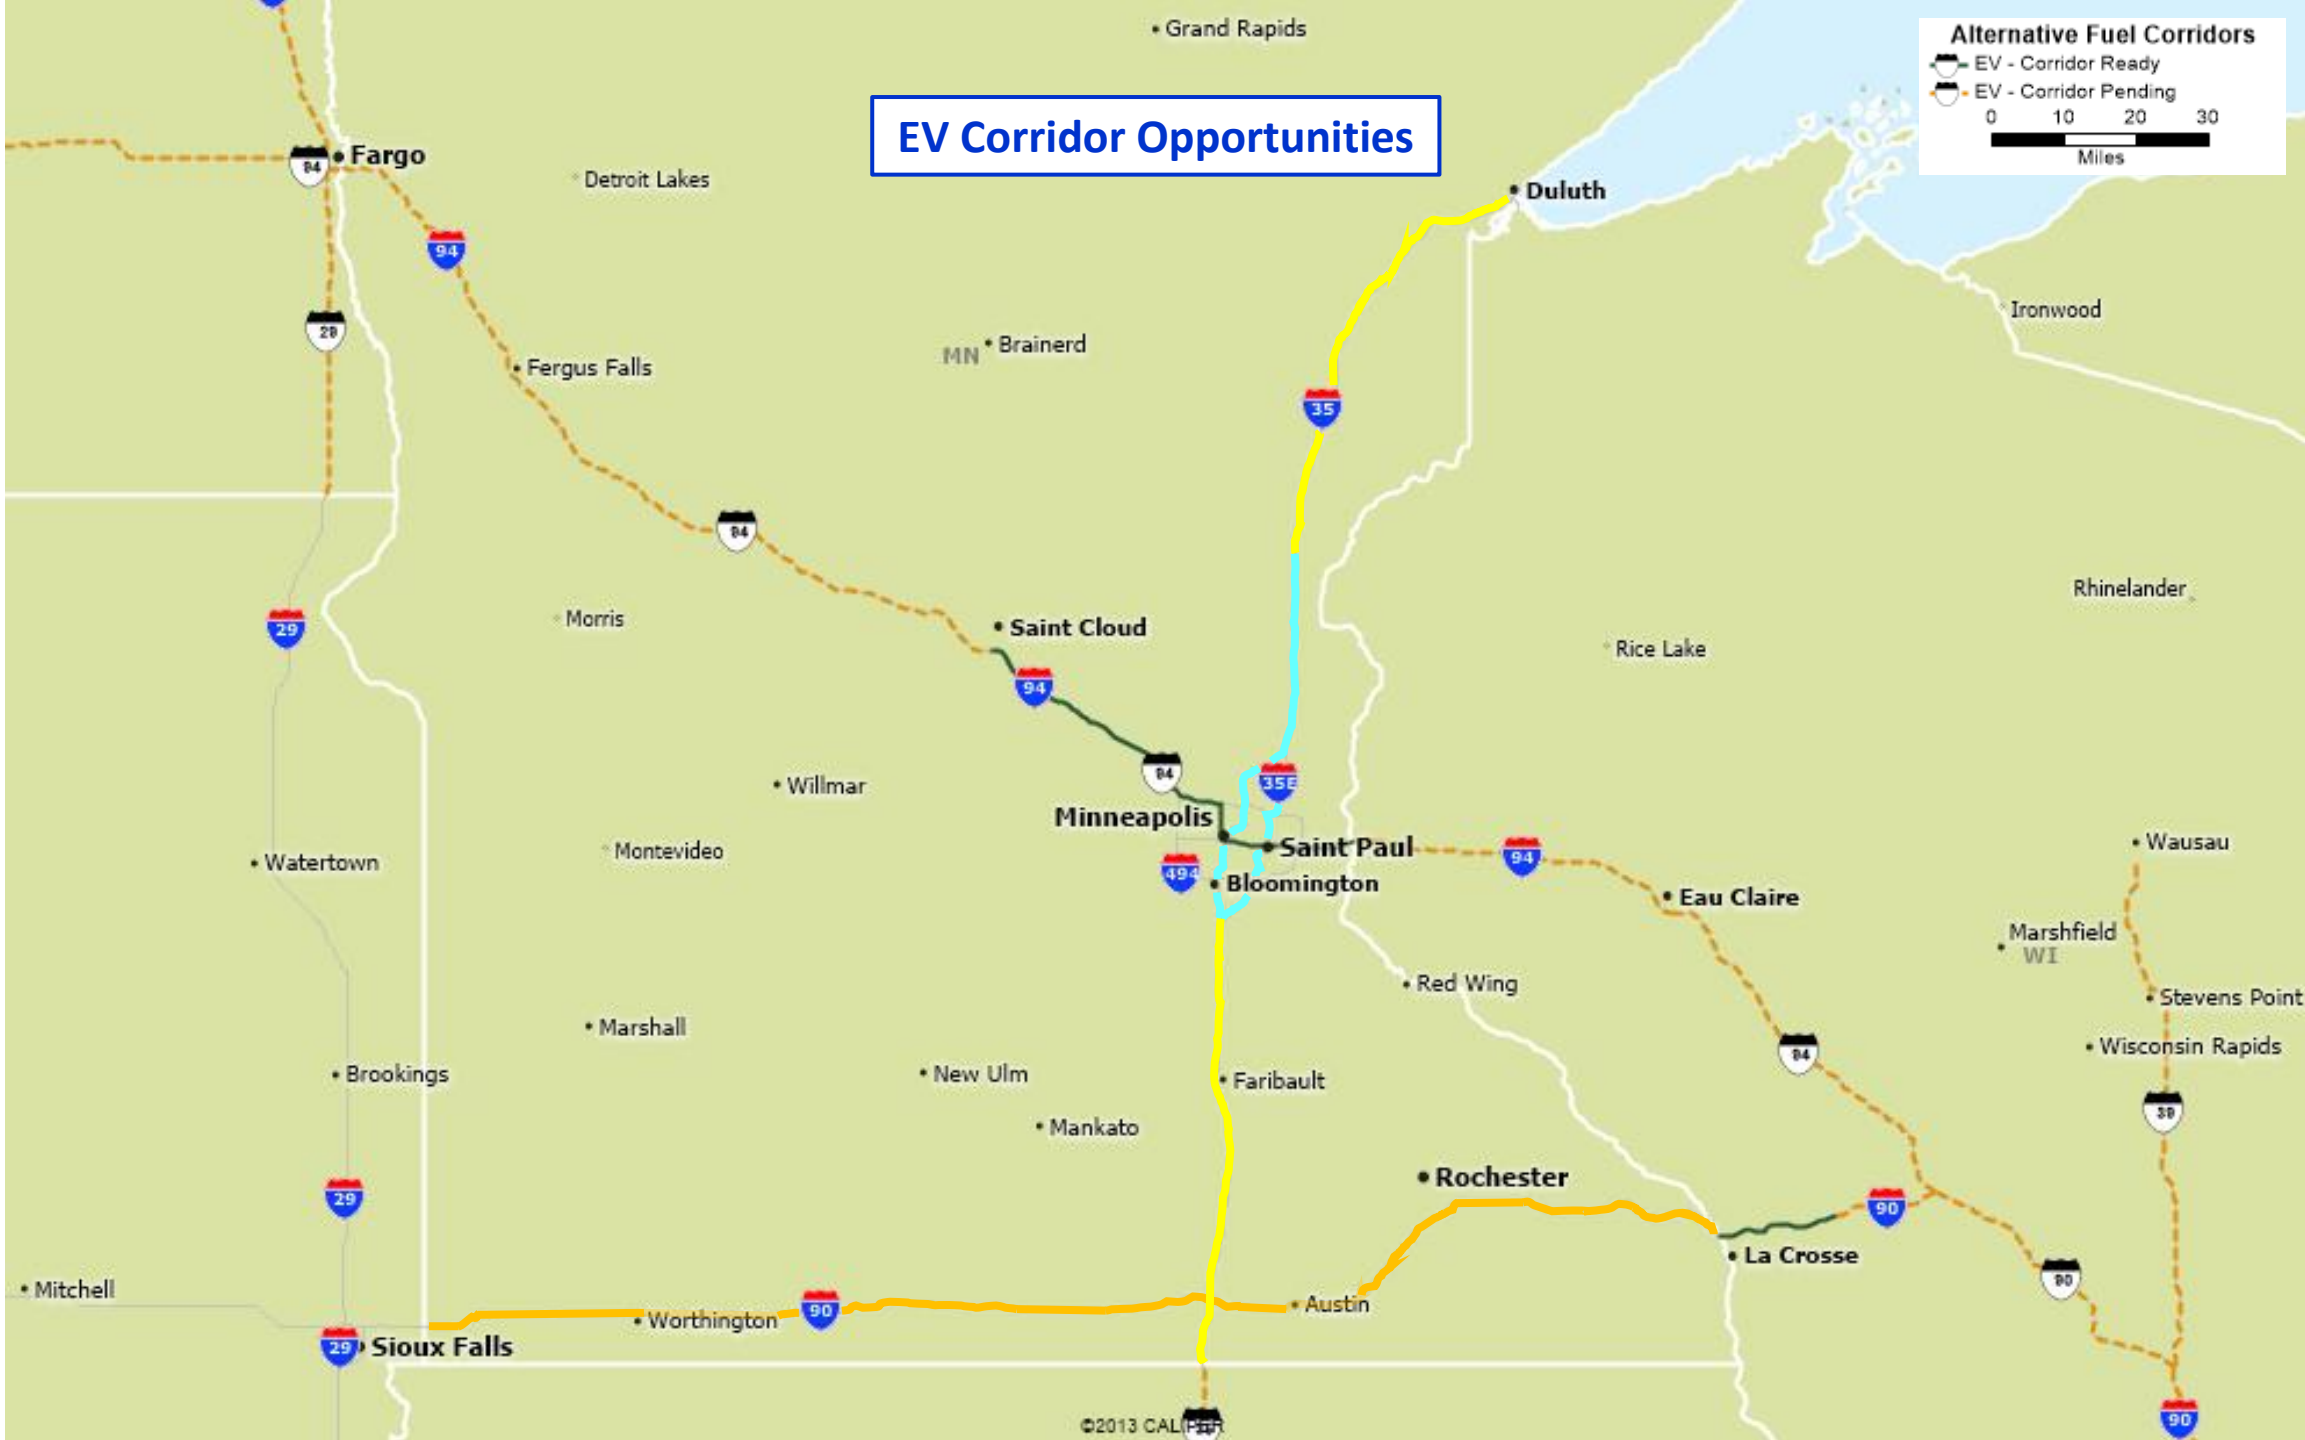 Grand Rapids
Alternative Fuel Corridors
EV - Corridor Ready
EV - Corridor Pending
0 10 20 30
Miles
EV Corridor Opportunities
94
Fargo
Detroit Lakes
Duluth
94
29
Ironwood
MN
Brainerd
Fergus Falls
35
94
Rhinelander
29
Morris
Saint Cloud
Rice Lake
94
94
35E
Willmar
Minneapolis
Saint Paul
94
Wausau
Watertown
Montevideo
494
Bloomington
Eau Claire
Marshfield
WI
Red Wing
Stevens Point
Marshall
94
Wisconsin Rapids
Brookings
New Ulm
Faribault
39
Mankato
Rochester
29
90
La Crosse
90
Mitchell
Worthington
90
Austin
29
Sioux Falls
©2013 CALIPER
90